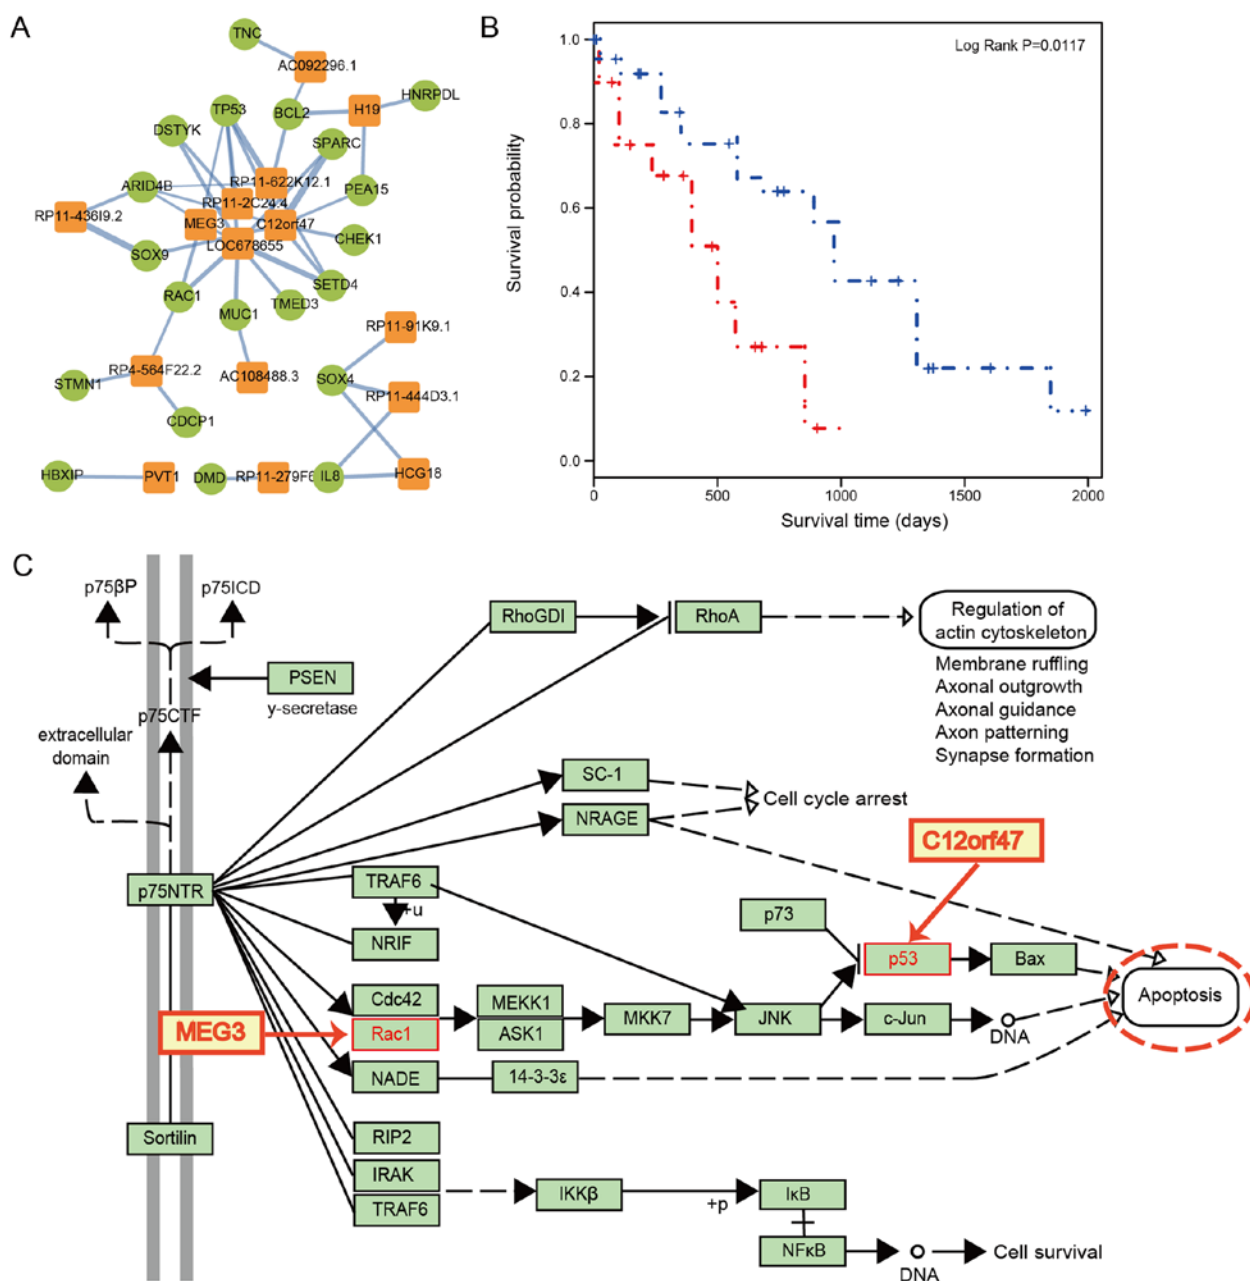 A
TNC
AC092296.1
HNRPDL
TP53
BCL2
H19
DSTYK
SPARC
ARID4B
RP11-622K12.1
PEA15
RP11-2C24.4
RP11-436I9.2
MEG3
C12orf47
LOC678655
CHEK1
SOX9
RAC1
SETD4
MUC1
TMED3
RP11-91K9.1
RP4-564F22.2
AC108488.3
SOX4
STMN1
RP11-444D3.1
CDCP1
HBXIP
PVT1
DMD
RP11-279F6
IL8
HCG18
B
Log Rank P=0.0117
Survival probability
1.0
0.8
0.6
0.4
0.2
0.0
0
500
1000
1500
2000
Survival time (days)
C
p75βP
p75ICD
PSEN
y-secretase
p75CTF
extracellular
domain
p75NTR
Sortilin
RhoGDI
RhoA
Regulation of
actin cytoskeleton
Membrane ruffling
Axonal outgrowth
Axonal guidance
Axon patterning
Synapse formation
SC-1
NRAGE
Cell cycle arrest
C12orf47
TRAF6
+u
NRIF
p73
p53
Bax
Apoptosis
Cdc42
Rac1
MEG3
MEKK1
ASK1
MKK7
JNK
c-Jun
DNA
NADE
14-3-3ε
RIP2
IRAK
TRAF6
IKKβ
+p
IκB
NFκB
DNA
Cell survival